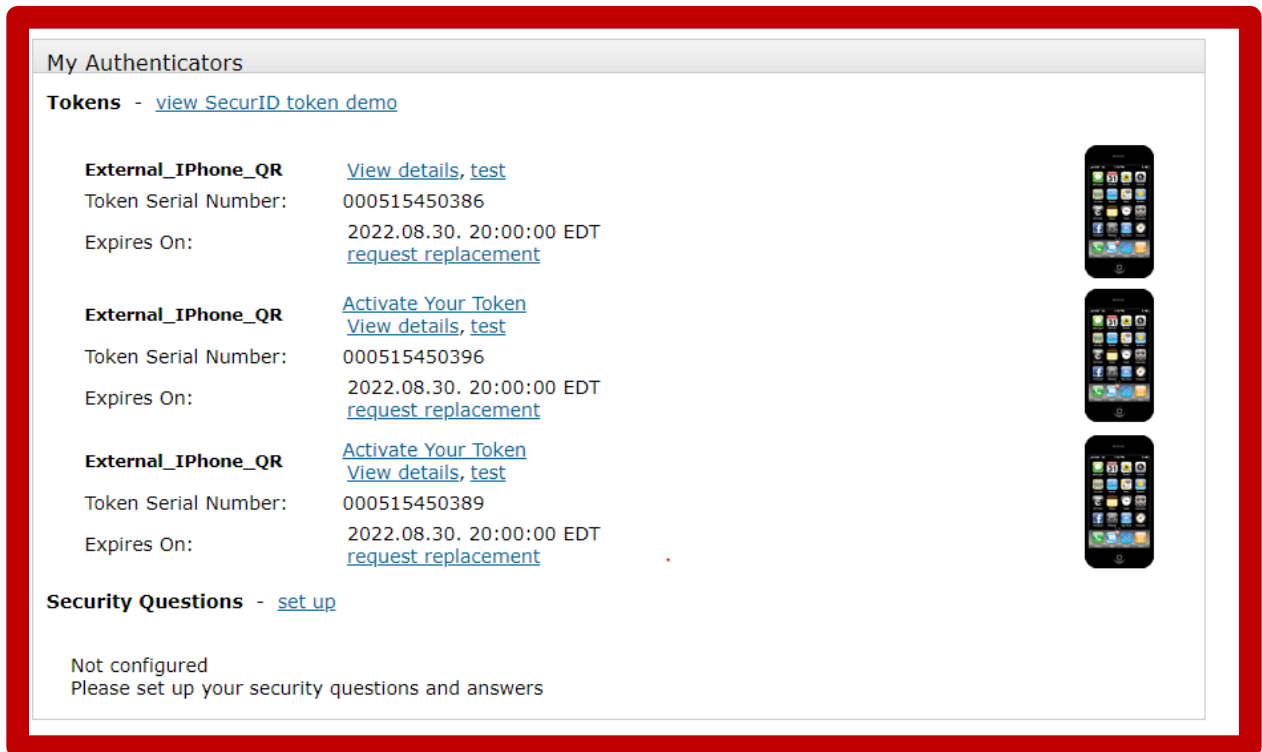 My Authenticators
Tokens - view SecurID token demo
External_IPhone_QR View details, test
Token Serial Number: 000515450386
Expires On: 2022.08.30. 20:00:00 EDT
request replacement
Activate Your Token
External_IPhone_QR View details, test
Token Serial Number: 000515450396
Expires On: 2022.08.30. 20:00:00 EDT
request replacement
Activate Your Token
External_IPhone_QR View details, test
Token Serial Number: 000515450389
Expires On: 2022.08.30. 20:00:00 EDT
request replacement
Security Questions - set up
Not configured
Please set up your security questions and answers